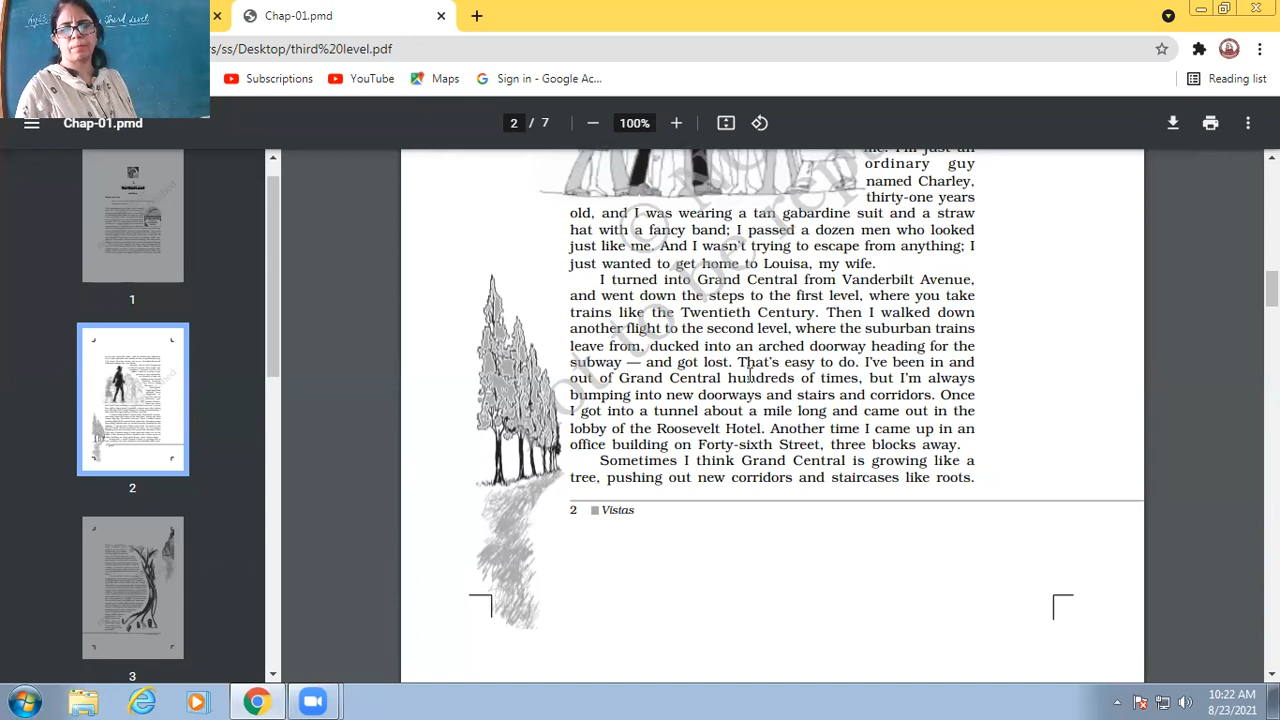 The Third Level
Chap-01.pmd
/s/ss/Desktop/third%20level.pdf
Subscriptions YouTube Maps Sign in - Google Ac... Reading list
Chap-01.pmd 2 / 7 100%
1
2
3
me. I'm just an
ordinary guy
named Charley,
thirty-one years
old, and I was wearing a tan gabardine suit and a straw
hat with a fancy band; I passed a dozen men who looked
just like me. And I wasn't trying to escape from anything; I
just wanted to get home to Louisa, my wife.
I turned into Grand Central from Vanderbilt Avenue,
and went down the steps to the first level, where you take
trains like the Twentieth Century. Then I walked down
another flight to the second level, where the suburban trains
leave from, ducked into an arched doorway heading for the
subway — and got lost. That's easy to do. I've been in and
out of Grand Central hundreds of times, but I'm always
bumping into new doorways and stairs and corridors. Once
I got into a tunnel about a mile long and came out in the
lobby of the Roosevelt Hotel. Another time I came up in an
office building on Forty-sixth Street, three blocks away.
Sometimes I think Grand Central is growing like a
tree, pushing out new corridors and staircases like roots.
2 Vistas
not to be re
10:22 AM
8/23/2021